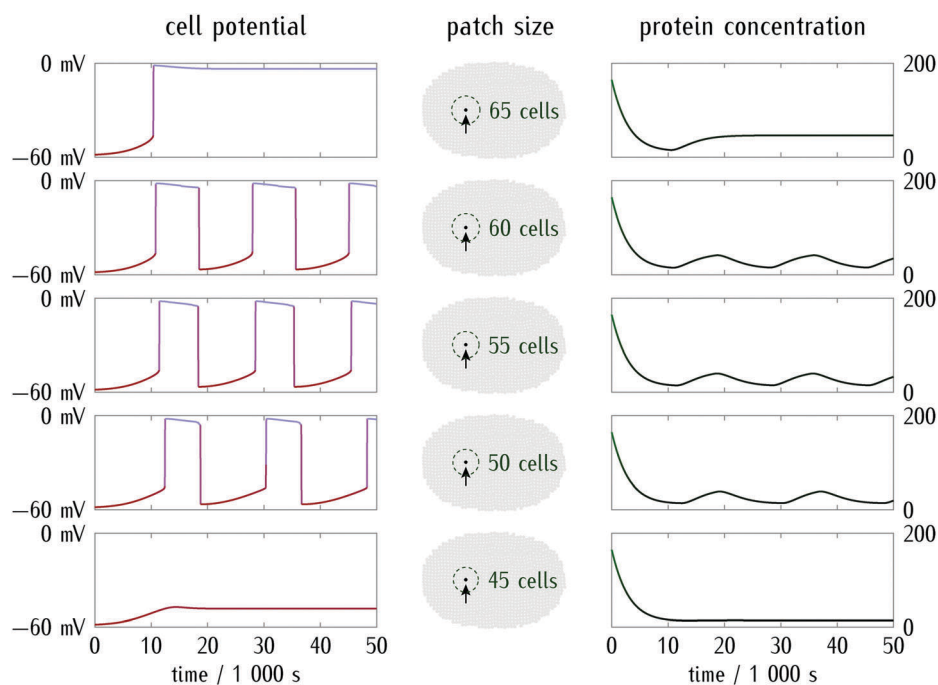 cell potential patch size protein concentration
0 mV 65 cells 200
–60 mV 0
0 mV 60 cells 200
–60 mV 0
0 mV 55 cells 200
–60 mV 0
0 mV 50 cells 200
–60 mV 0
0 mV 45 cells 200
–60 mV 0
0 10 20 30 40 50 0 10 20 30 40 50
time / 1 000 s time / 1 000 s